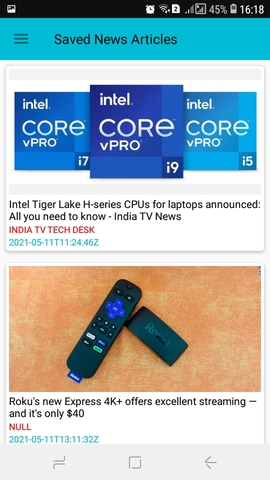 45% 16:18
Saved News Articles
intel intel intel
CORE CORE CORE
vPRO vPRO vPRO
i7 i9 i5
Intel Tiger Lake H-series CPUs for laptops announced:
All you need to know - India TV News
INDIA TV TECH DESK
2021-05-11T11:24:46Z
Roku
Roku's new Express 4K+ offers excellent streaming —
and it's only $40
NULL
2021-05-11T13:11:32Z